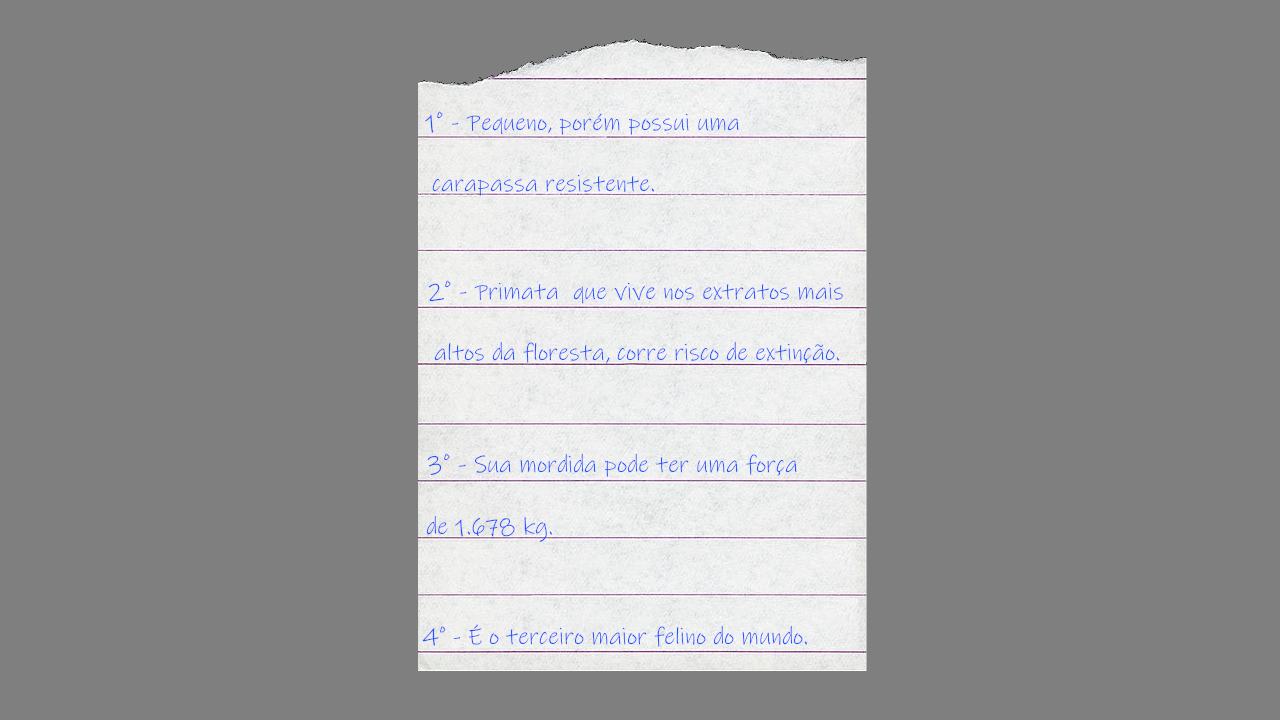 1° - Pequeno, porém possui uma
carapassa resistente.
2° - Primata que vive nos extratos mais
altos da floresta, corre risco de extinção.
3° - Sua mordida pode ter uma força
de 1.678 kg.
4° - É o terceiro maior felino do mundo.